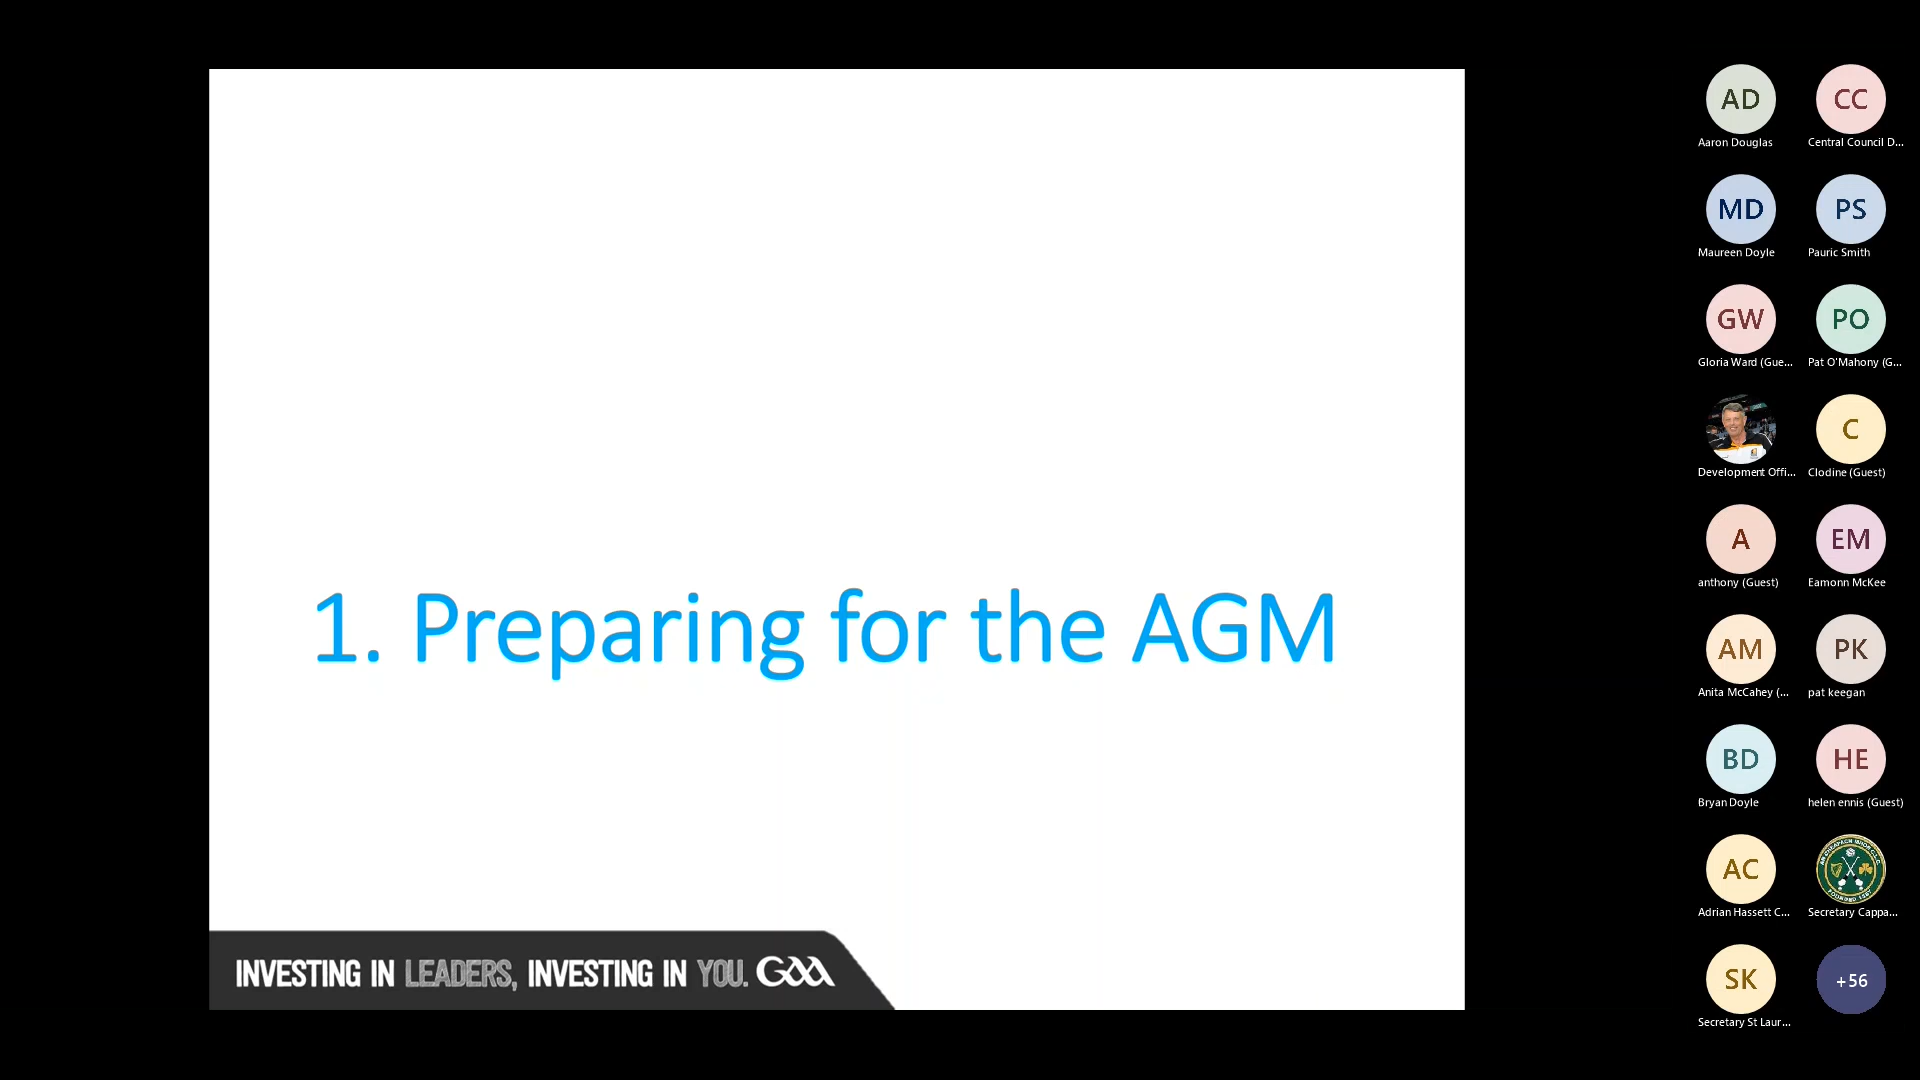 1. Preparing for the AGM
INVESTING IN LEADERS, INVESTING IN YOU. GAA
AD
Aaron Douglas
CC
Central Council D...
MD
Maureen Doyle
PS
Pauric Smith
GW
Gloria Ward (Gue...
PO
Pat O'Mahony (G...
Development Offi...
C
Clodine (Guest)
A
anthony (Guest)
EM
Eamonn McKee
AM
Anita McCahey (...
PK
pat keegan
BD
Bryan Doyle
HE
helen ennis (Guest)
AC
Adrian Hassett C...
Secretary Cappa...
SK
Secretary St Laur...
+56